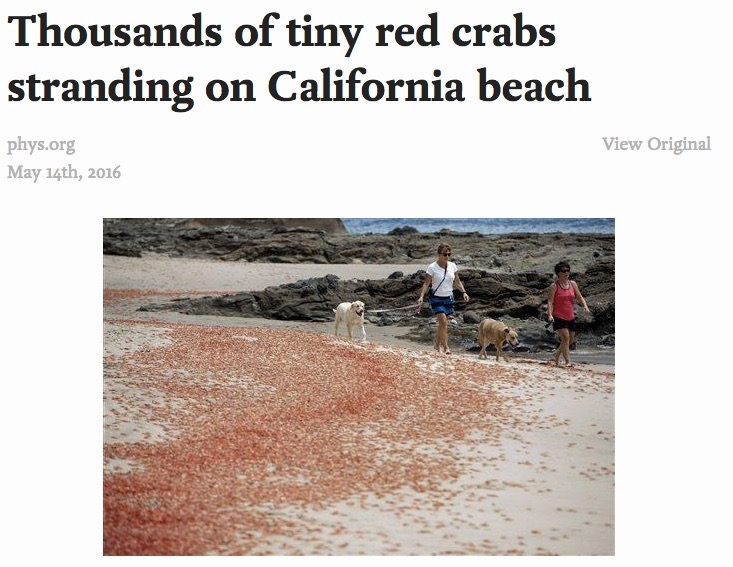 Thousands of tiny red crabs
stranding on California beach
phys.org
View Original
May 14th, 2016